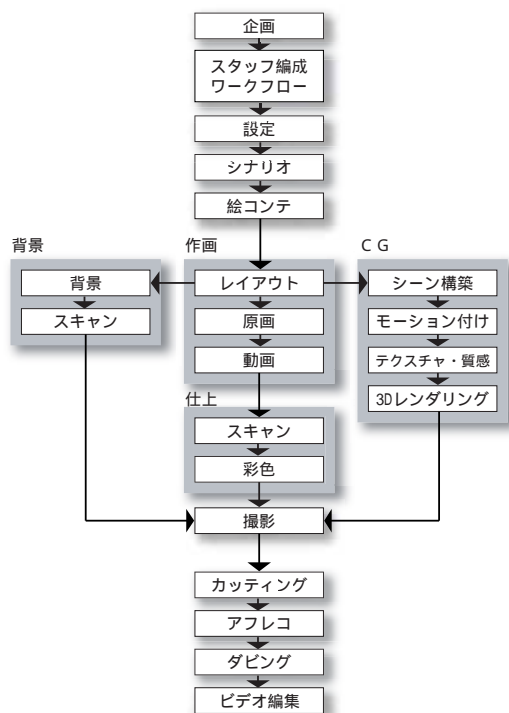 企画
スタッフ編成
ワークフロー
設定
シナリオ
絵コンテ
背景
背景
スキャン
作画
レイアウト
原画
動画
仕上
スキャン
彩色
ＣＧ
シーン構築
モーション付け
テクスチャ・質感
3Dレンダリング
撮影
カッティング
アフレコ
ダビング
ビデオ編集